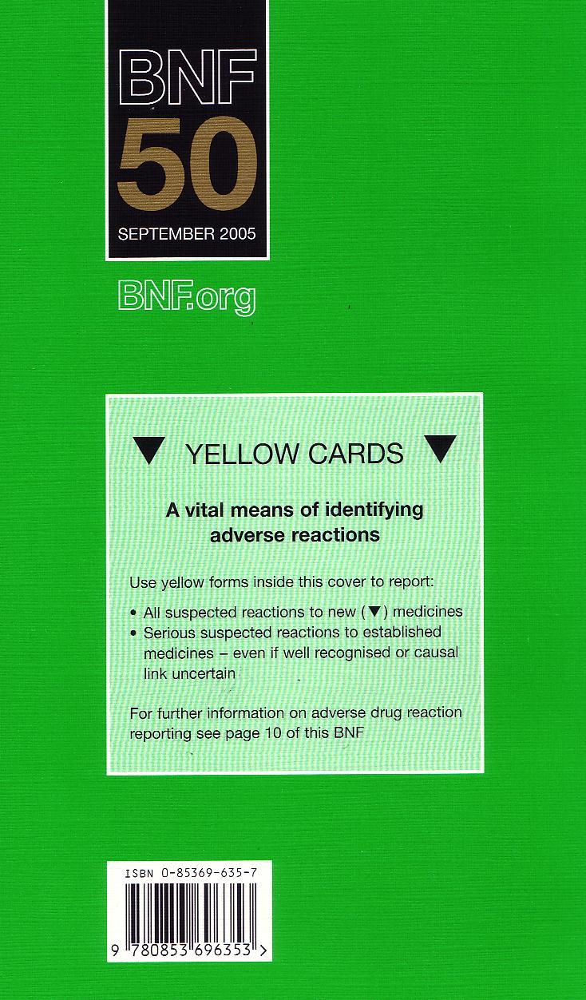 BNF
50
SEPTEMBER 2005
BNF.org
▼ YELLOW CARDS ▼
A vital means of identifying
adverse reactions
Use yellow forms inside this cover to report:
• All suspected reactions to new (▼) medicines
• Serious suspected reactions to established
medicines – even if well recognised or causal
link uncertain
For further information on adverse drug reaction
reporting see page 10 of this BNF
ISBN 0-85369-635-7
9 780853 696353 >